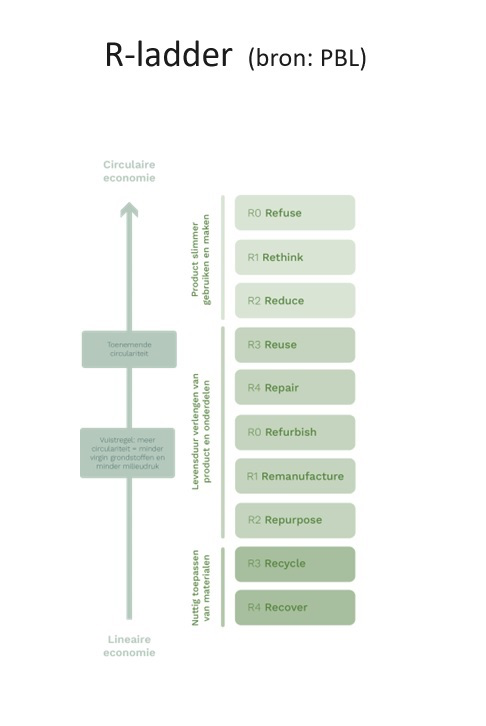 R-ladder (bron: PBL)
Circulaire
economie
Toenemende
circulariteit
Vuistregel: meer
circulariteit = minder
virgin grondstoffen en
minder milieudruk
Lineaire
economie
Product slimmer
gebruiken en maken
R0 Refuse
R1 Rethink
R2 Reduce
Levensduur verlengen van
product en onderdelen
R3 Reuse
R4 Repair
R0 Refurbish
R1 Remanufacture
R2 Repurpose
Nuttig toepassen
van materialen
R3 Recycle
R4 Recover